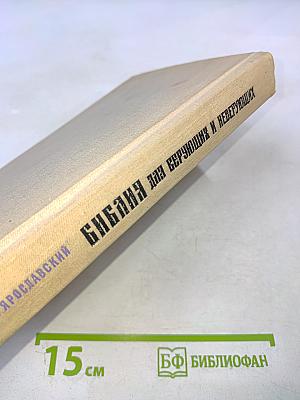 ЯРОСЛАВСКИЙ БИБЛИЯ ДЛЯ ВЕРУЮЩИХ И НЕВЕРУЮЩИХ
15 см
БФ БИБЛИОФАН